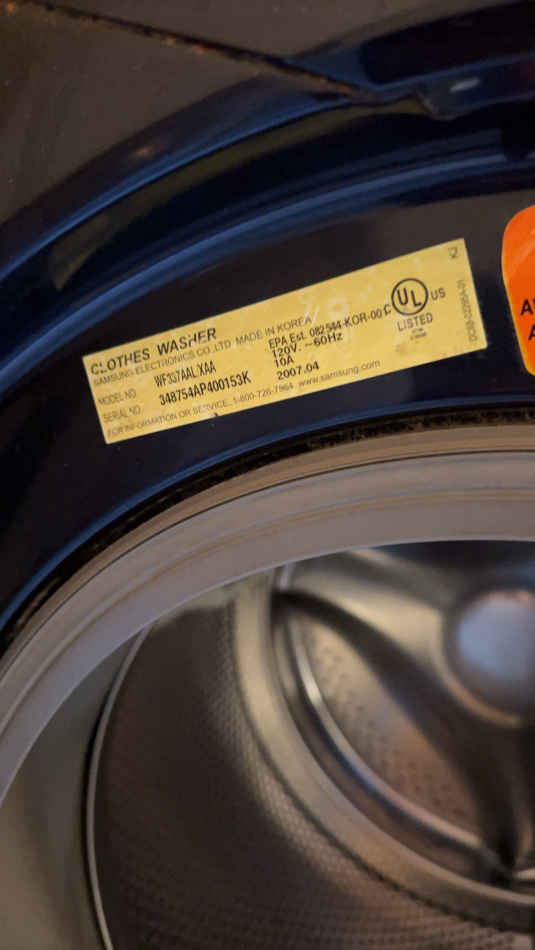 CLOTHES WASHER
SAMSUNG ELECTRONICS CO.,LTD MADE IN KOREA
MODEL NO. WF337AAL/XAA
SERIAL NO. 348754AP400153K
EPA Est. 082544-KOR-001
120V. ~60Hz
10A
2007.04
FOR INFORMATION OR SERVICE, 1-800-726-7864 www.samsung.com
C UL US
LISTED
A
A